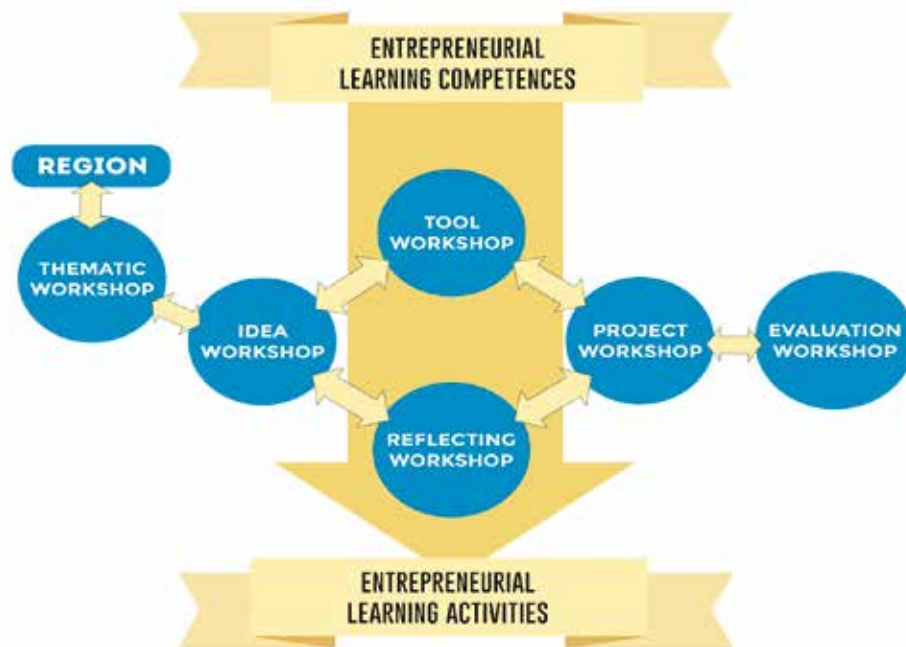 ENTREPRENEURIAL
LEARNING COMPETENCES
REGION
THEMATIC
WORKSHOP
IDEA
WORKSHOP
TOOL
WORKSHOP
REFLECTING
WORKSHOP
PROJECT
WORKSHOP
EVALUATION
WORKSHOP
ENTREPRENEURIAL
LEARNING ACTIVITIES